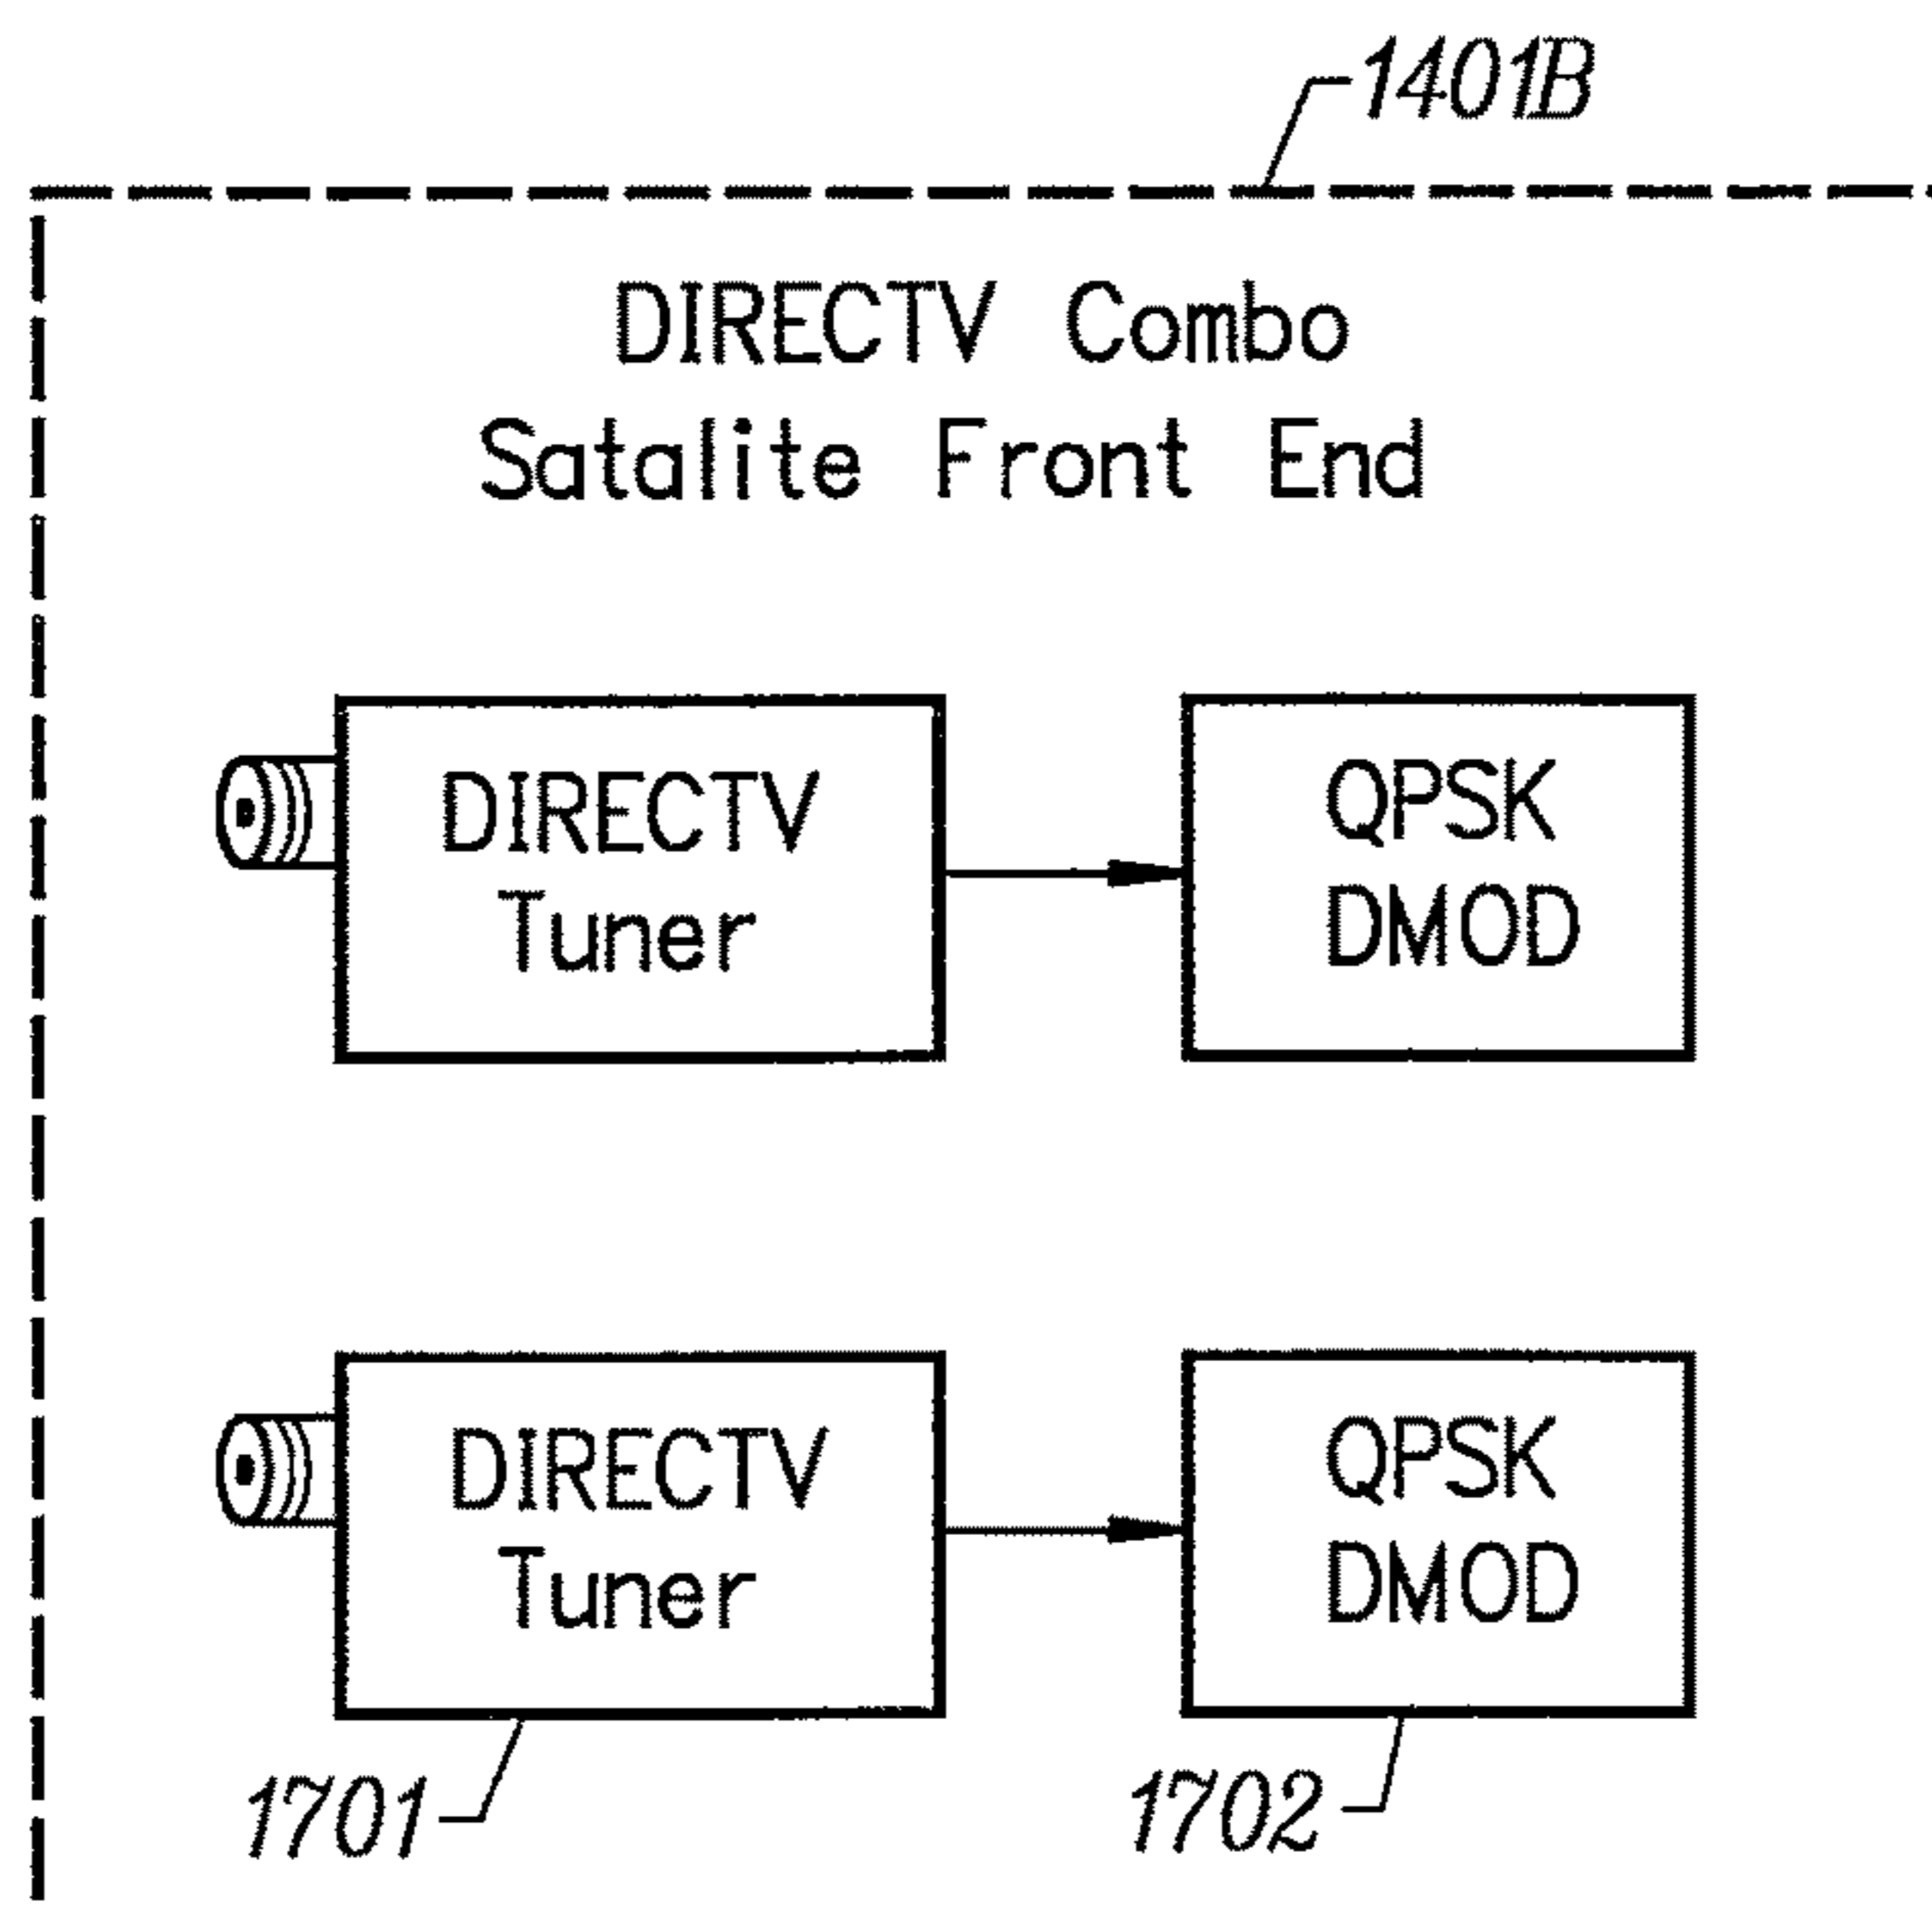 1401B
DIRECTV Combo
Satalite Front End
DIRECTV
Tuner
QPSK
DMOD
DIRECTV
Tuner
QPSK
DMOD
1701
1702